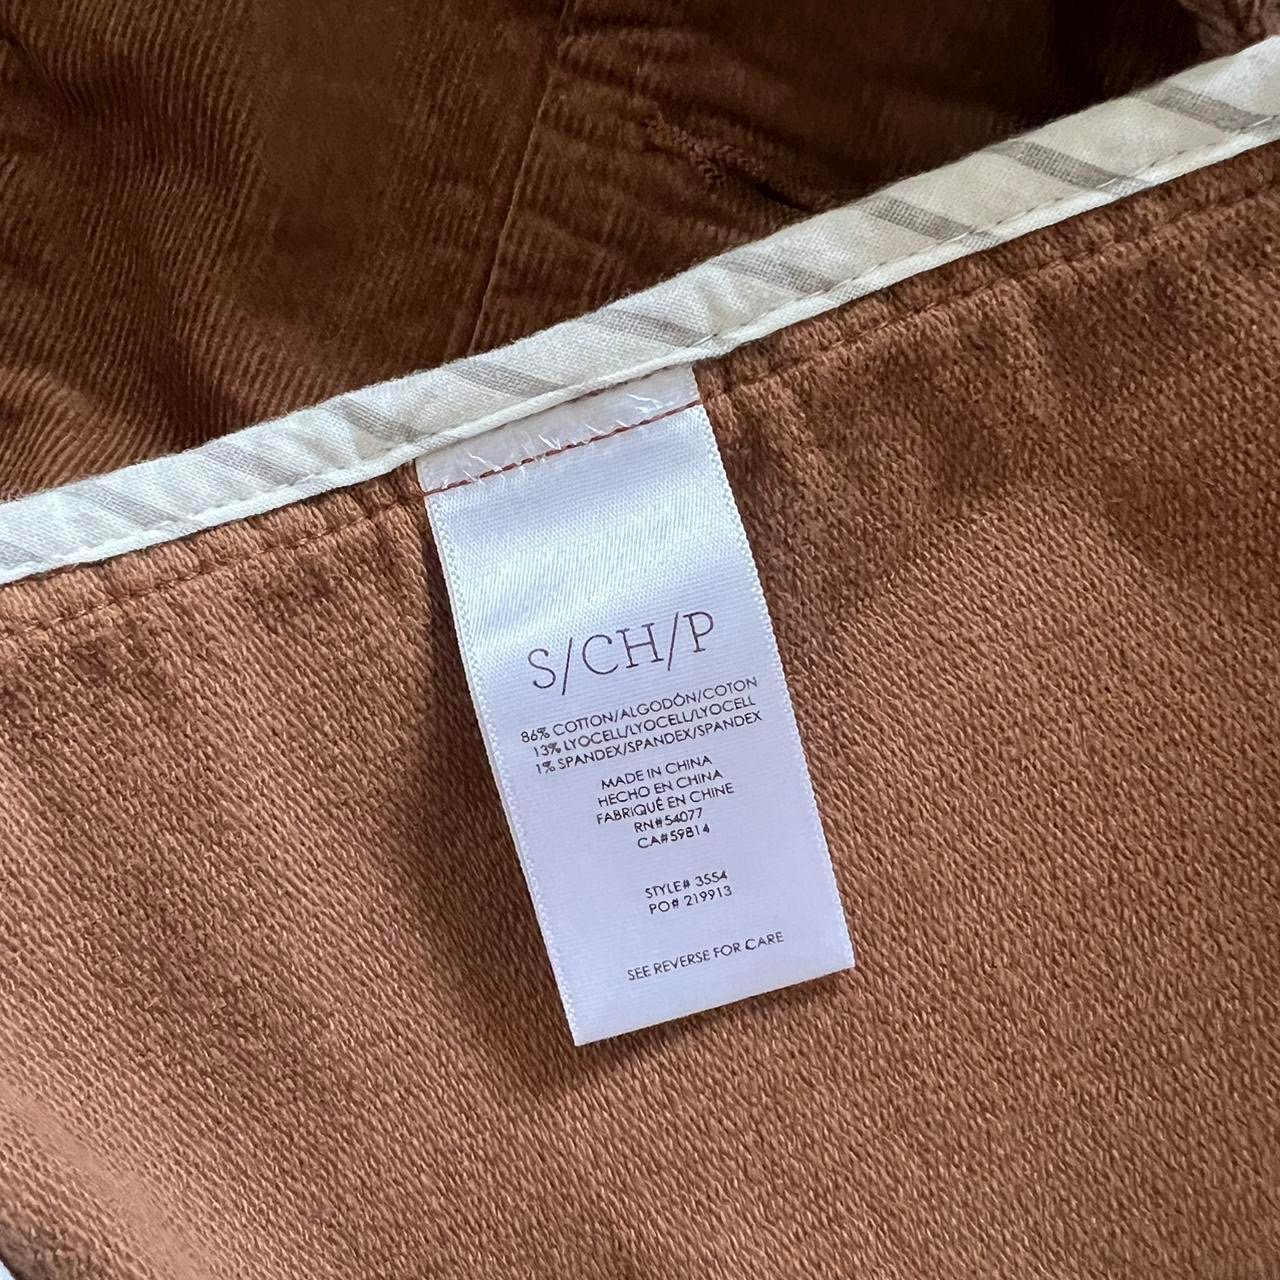 S/CH/P
86% COTTON/ALGODÓN/COTON
13% LYOCELL/LYOCELL/LYOCELL
1% SPANDEX/SPANDEX/SPANDEX
MADE IN CHINA
HECHO EN CHINA
FABRIQUÉ EN CHINE
RN#54077
CA#59814
STYLE# 3554
PO# 219913
SEE REVERSE FOR CARE